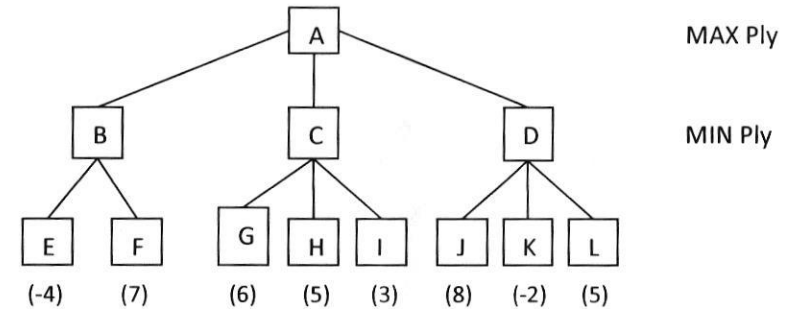 A MAX Ply
B C D MIN Ply
E F G H I J K L
(-4) (7) (6) (5) (3) (8) (-2) (5)